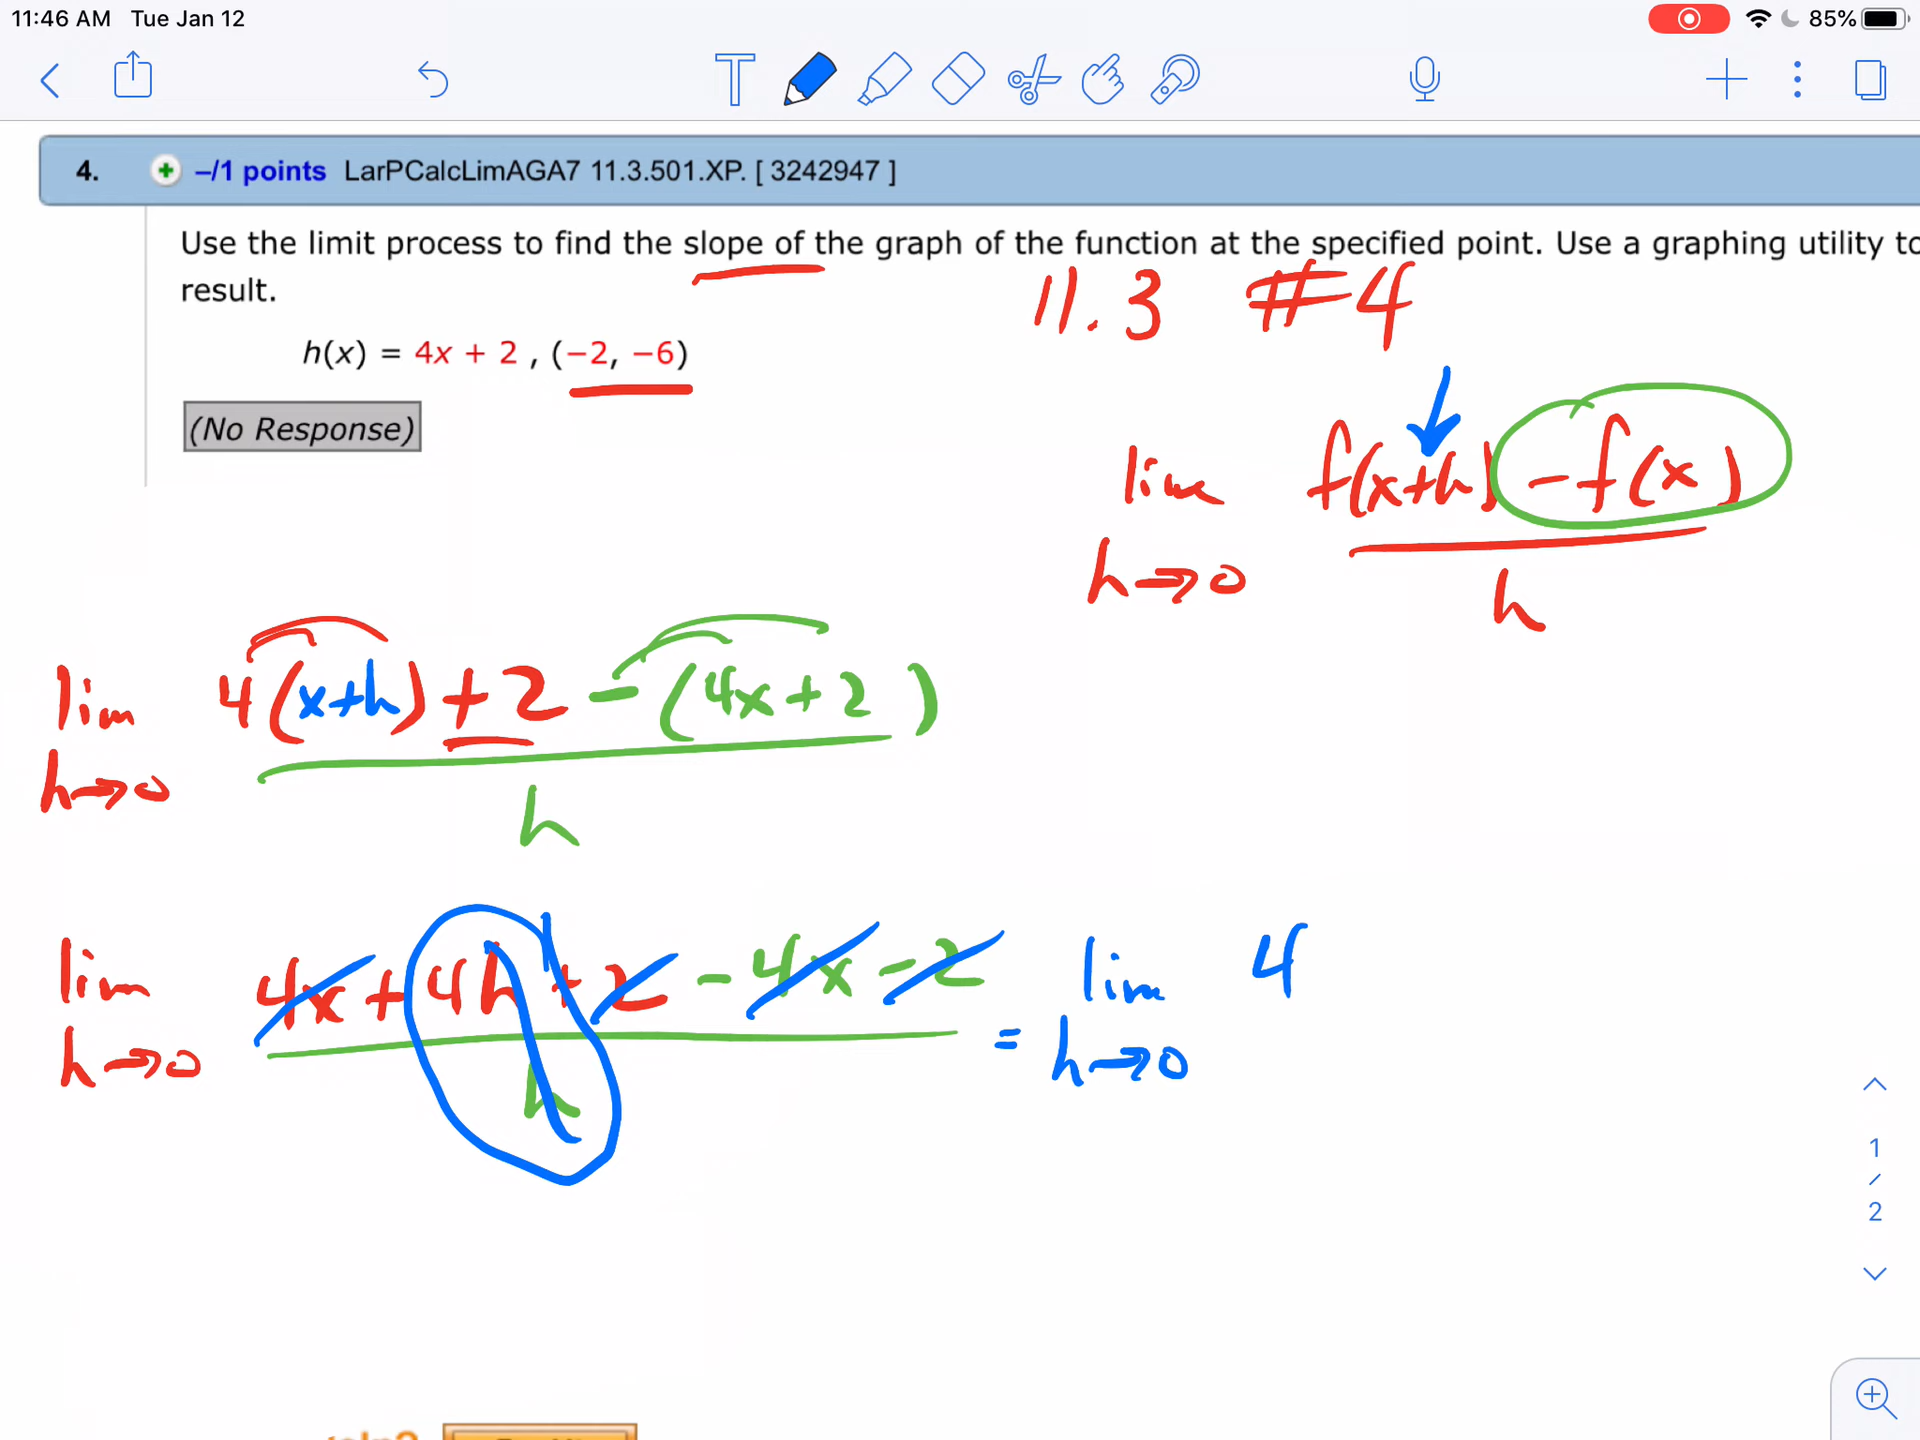 11:46 AM Tue Jan 12
85%
T
4. –/1 points LarPCalcLimAGA7 11.3.501.XP. [ 3242947 ]
Use the limit process to find the slope of the graph of the function at the specified point. Use a graphing utility to
result.
11.3 #4
h(x) = 4x + 2 , (−2, −6)
(No Response)
lim f(x+h) - f(x)
h→0 h
lim 4(x+h) + 2 - (4x + 2)
h→0 h
lim 4x + 4h + 2 - 4x - 2 = lim 4
h→0 h h→0
1
/
2